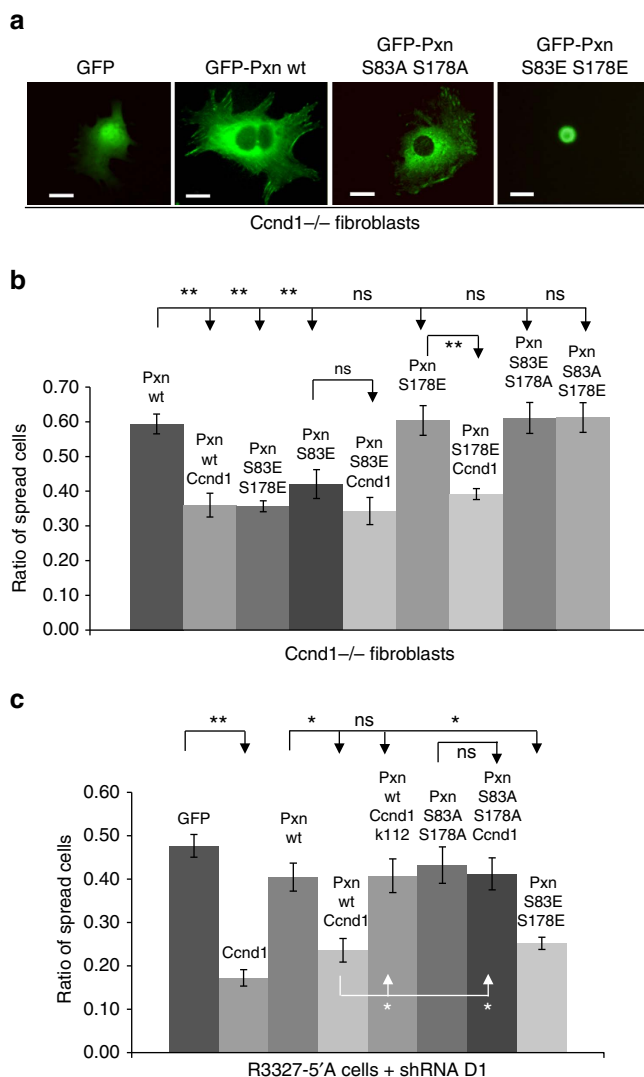 a
GFP
GFP-Pxn wt
GFP-Pxn
S83A S178A
GFP-Pxn
S83E S178E
Ccnd1–/– fibroblasts
b
** ** ** ns ns ns
ns
**
Ratio of spread cells
0.70
0.60
0.50
0.40
0.30
0.20
0.10
0.00
Pxn
wt
Pxn
wt
Ccnd1
Pxn
S83E
S178E
Pxn
S83E
Pxn
S83E
Ccnd1
Pxn
S178E
Pxn
S178E
Ccnd1
Pxn
S83E
S178A
Pxn
S83A
S178E
Ccnd1–/– fibroblasts
c
** * ns *
ns
Ratio of spread cells
0.60
0.50
0.40
0.30
0.20
0.10
0.00
GFP
Ccnd1
Pxn
wt
Pxn
wt
Ccnd1
Pxn
wt
Ccnd1
k112
Pxn
S83A
S178A
Pxn
S83A
S178A
Ccnd1
Pxn
S83E
S178E
* *
R3327-5′A cells + shRNA D1